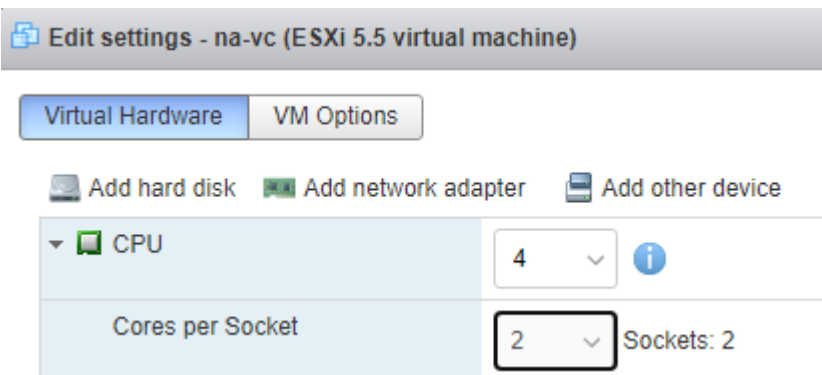 Edit settings - na-vc (ESXi 5.5 virtual machine)
Virtual Hardware VM Options
Add hard disk Add network adapter Add other device
CPU 4
Cores per Socket 2 Sockets: 2